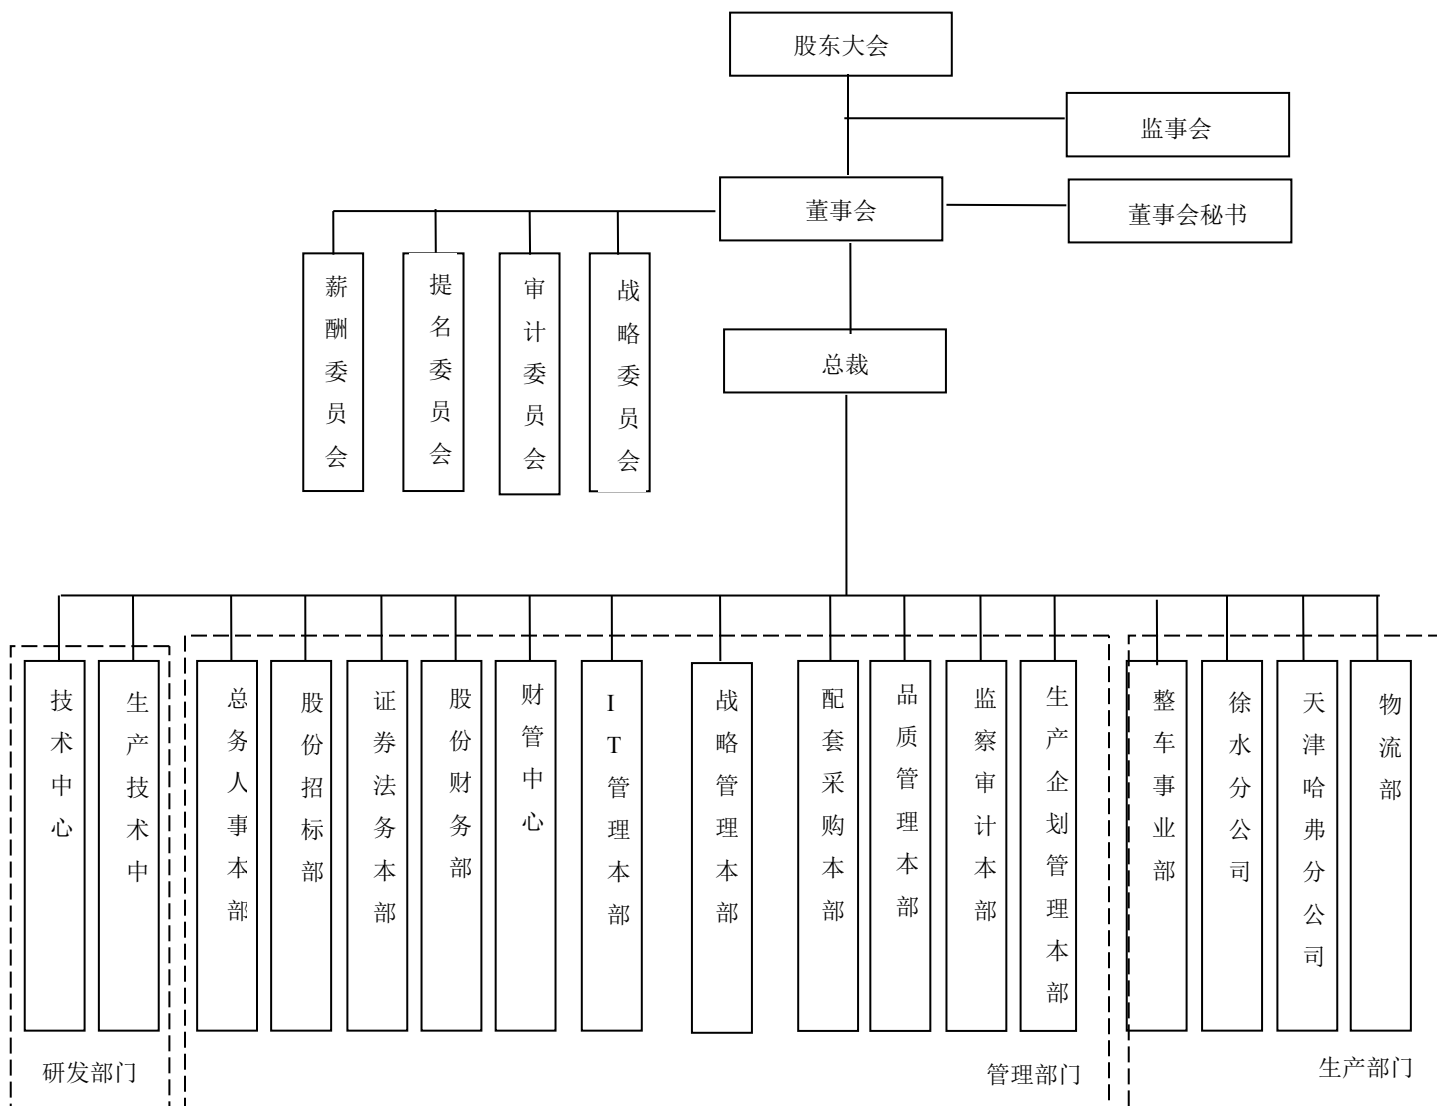 股东大会
监事会
董事会
董事会秘书
薪酬委员会
提名委员会
审计委员会
战略委员会
总裁
技术中心
生产技术中
总务人事本部
股份招标部
证券法务本部
股份财务部
财管中心
IT管理本部
战略管理本部
配套采购本部
品质管理本部
监察审计本部
生产企划管理本部
整车事业部
徐水分公司
天津哈弗分公司
物流部
研发部门
管理部门
生产部门